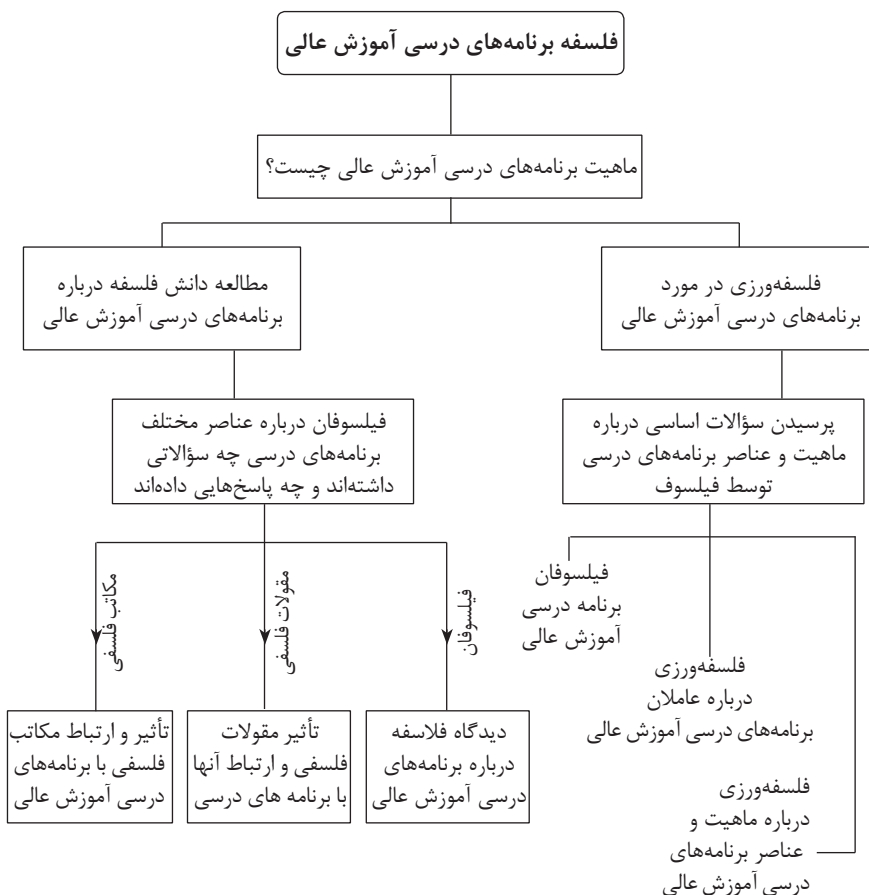 فلسفه برنامه‌های درسی آموزش عالی
ماهیت برنامه‌های درسی آموزش عالی چیست؟
فلسفه‌ورزی در مورد
برنامه‌های درسی آموزش عالی
مطالعه دانش فلسفه درباره
برنامه‌های درسی آموزش عالی
پرسیدن سؤالات اساسی درباره
ماهیت و عناصر برنامه‌های درسی
توسط فیلسوف
فیلسوفان درباره عناصر مختلف
برنامه‌های درسی چه سؤالاتی
داشته‌اند و چه پاسخ‌هایی داده‌اند
فیلسوفان
برنامه درسی
آموزش عالی
فلسفه‌ورزی
درباره عاملان
برنامه‌های درسی آموزش عالی
فلسفه‌ورزی
درباره ماهیت و
عناصر برنامه‌های
درسی آموزش عالی
فیلسوفان
مقولات فلسفی
مکاتب فلسفی
دیدگاه فلاسفه
درباره برنامه‌های
درسی آموزش عالی
تأثیر مقولات
فلسفی و ارتباط آنها
با برنامه های درسی
تأثیر و ارتباط مکاتب
فلسفی با برنامه‌های
درسی آموزش عالی